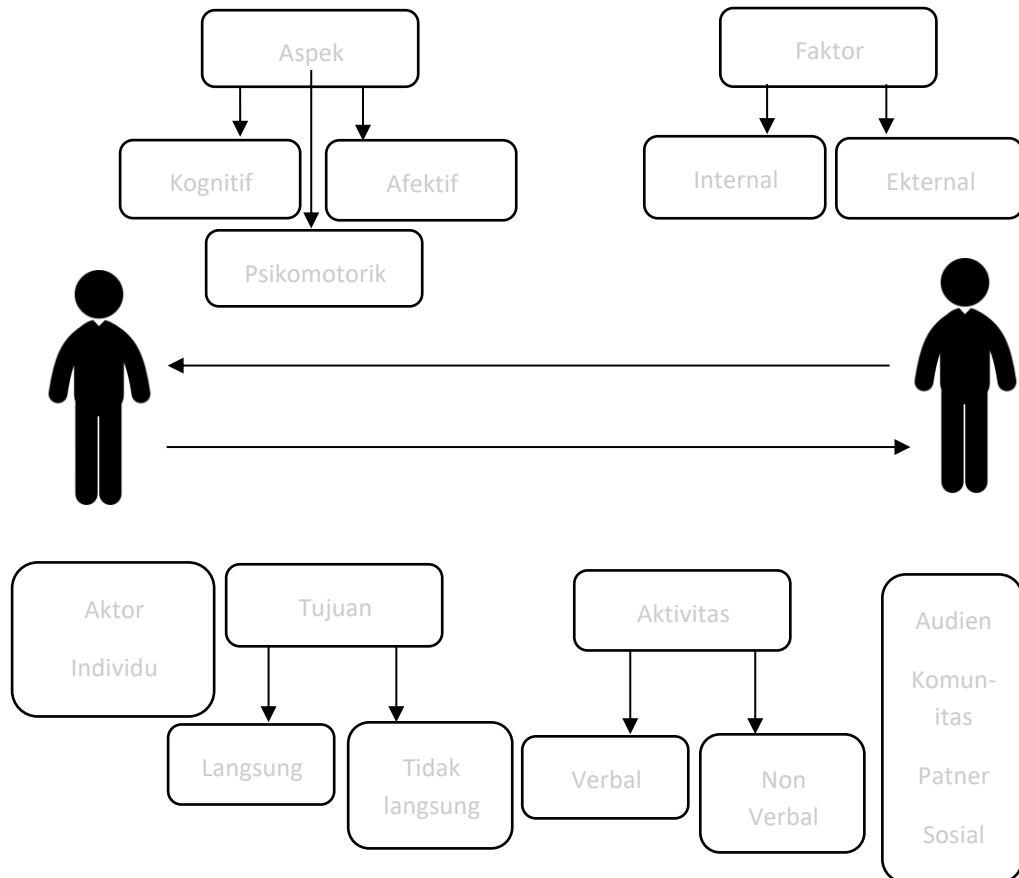 Aspek
Faktor
Kognitif
Afektif
Internal
Ekternal
Psikomotorik
Aktor
Individu
Tujuan
Aktivitas
Langsung
Tidak
langsung
Verbal
Non
Verbal
Audien
Komun-
itas
Patner
Sosial